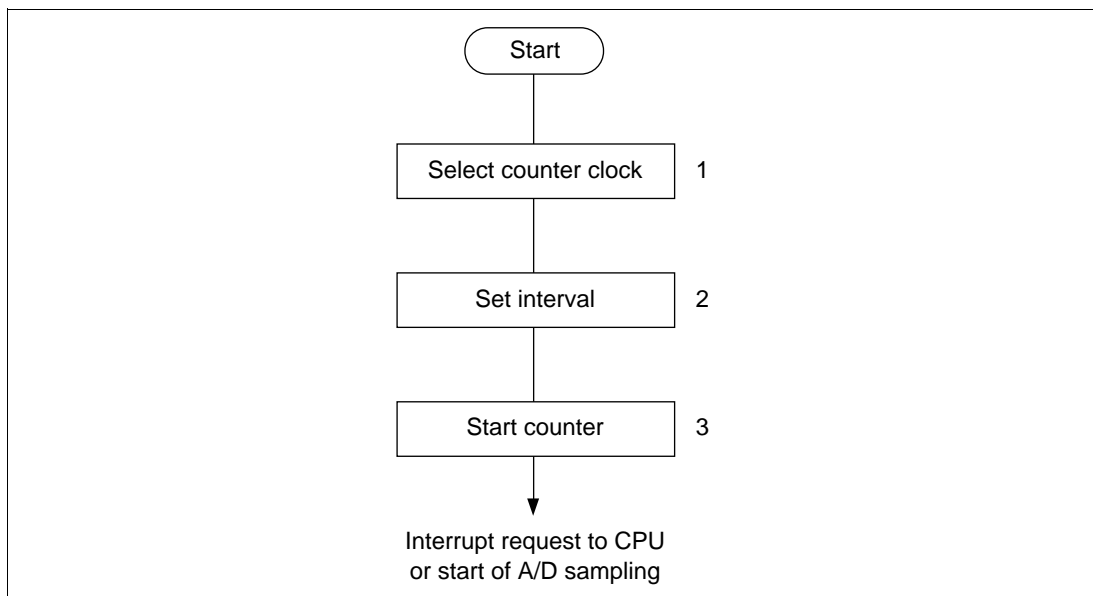 Start
Select counter clock 1
Set interval 2
Start counter 3
Interrupt request to CPU
or start of A/D sampling